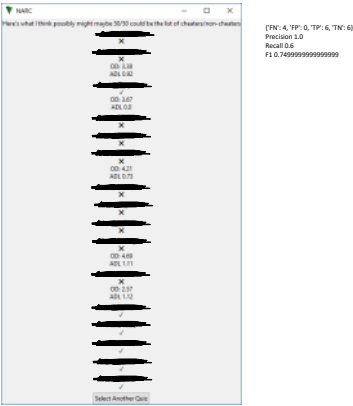 NARC
Here's what I think possibly might maybe 50/50 could be the list of cheaters/non-cheaters
OD: 3.38
ADL 0.82
OD: 3.67
ADL 0.0
OD: 4.21
ADL 0.73
OD: 4.69
ADL 1.11
OD: 2.57
ADL 1.12
Select Another Quiz
{'FN': 4, 'FP': 0, 'TP': 6, 'TN': 6}
Precision 1.0
Recall 0.6
F1 0.7499999999999999